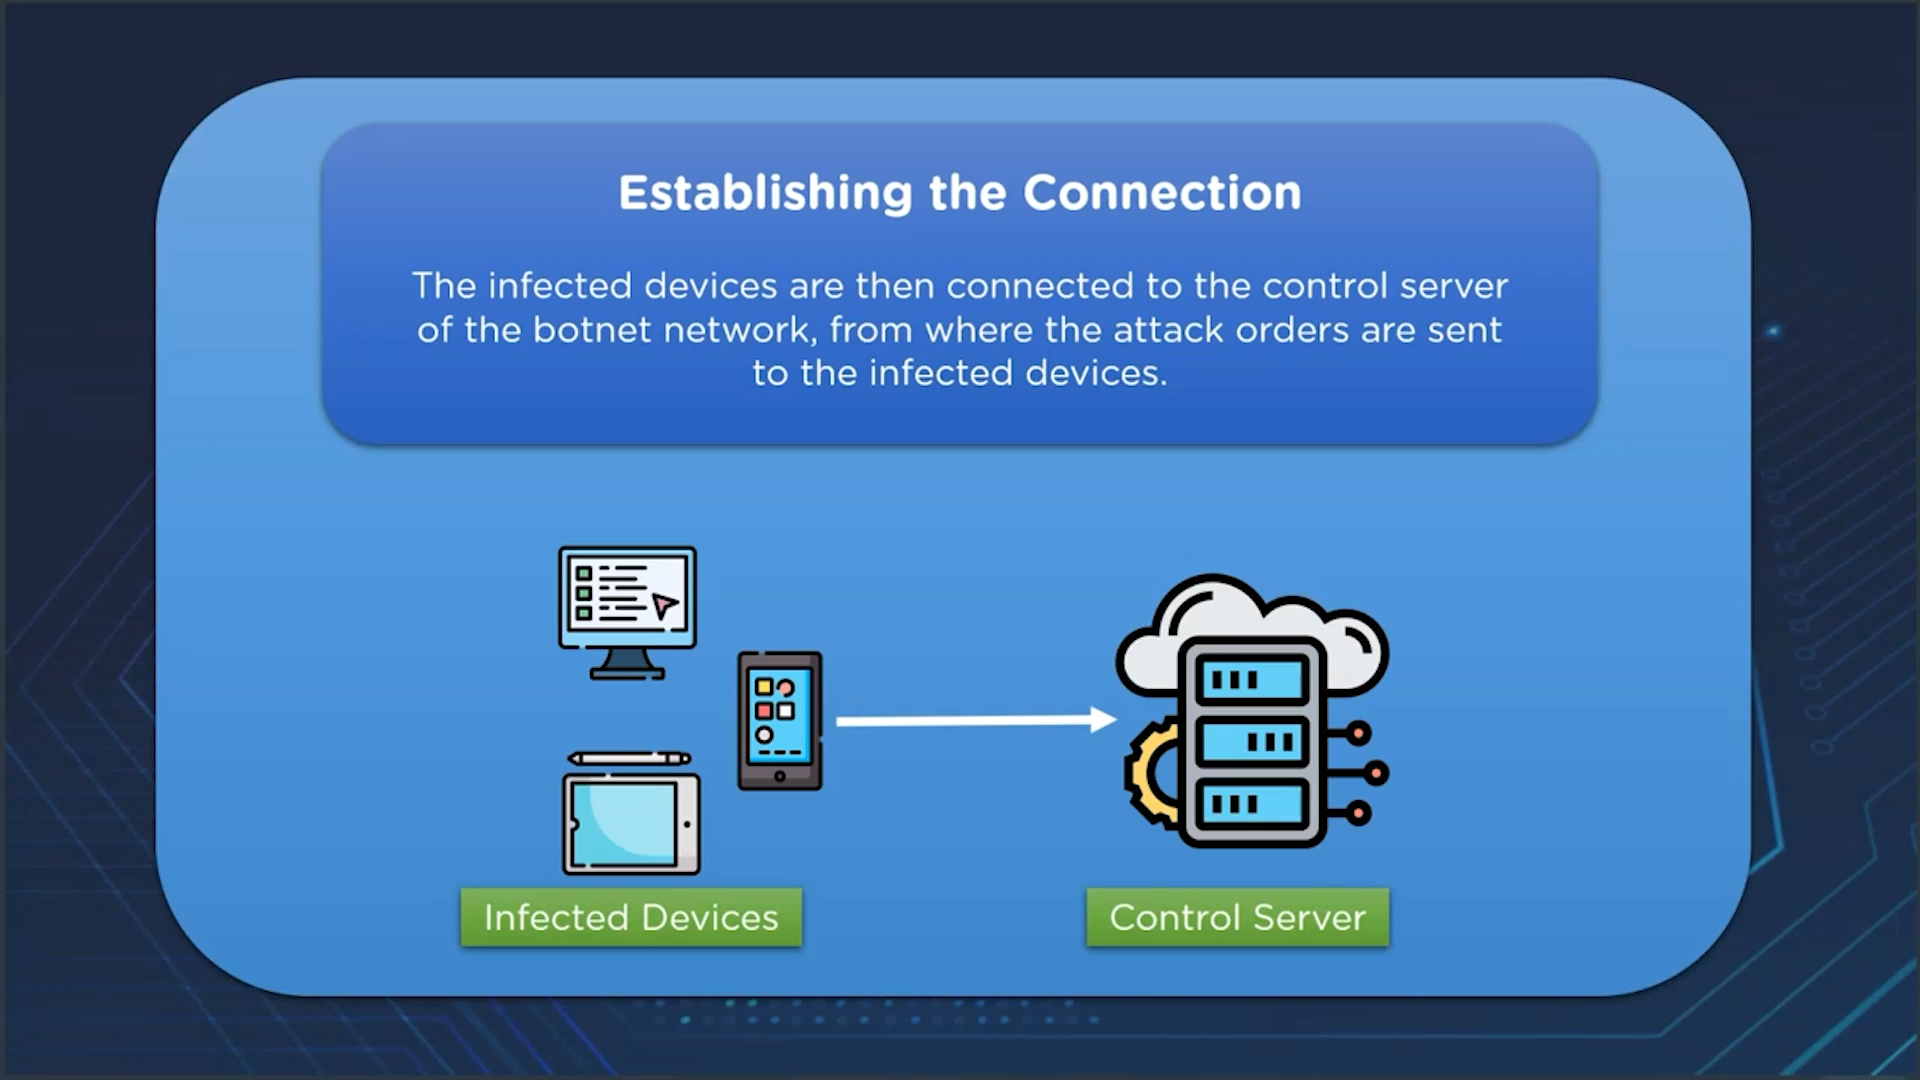 Establishing the Connection
The infected devices are then connected to the control server
of the botnet network, from where the attack orders are sent
to the infected devices.
Infected Devices
Control Server